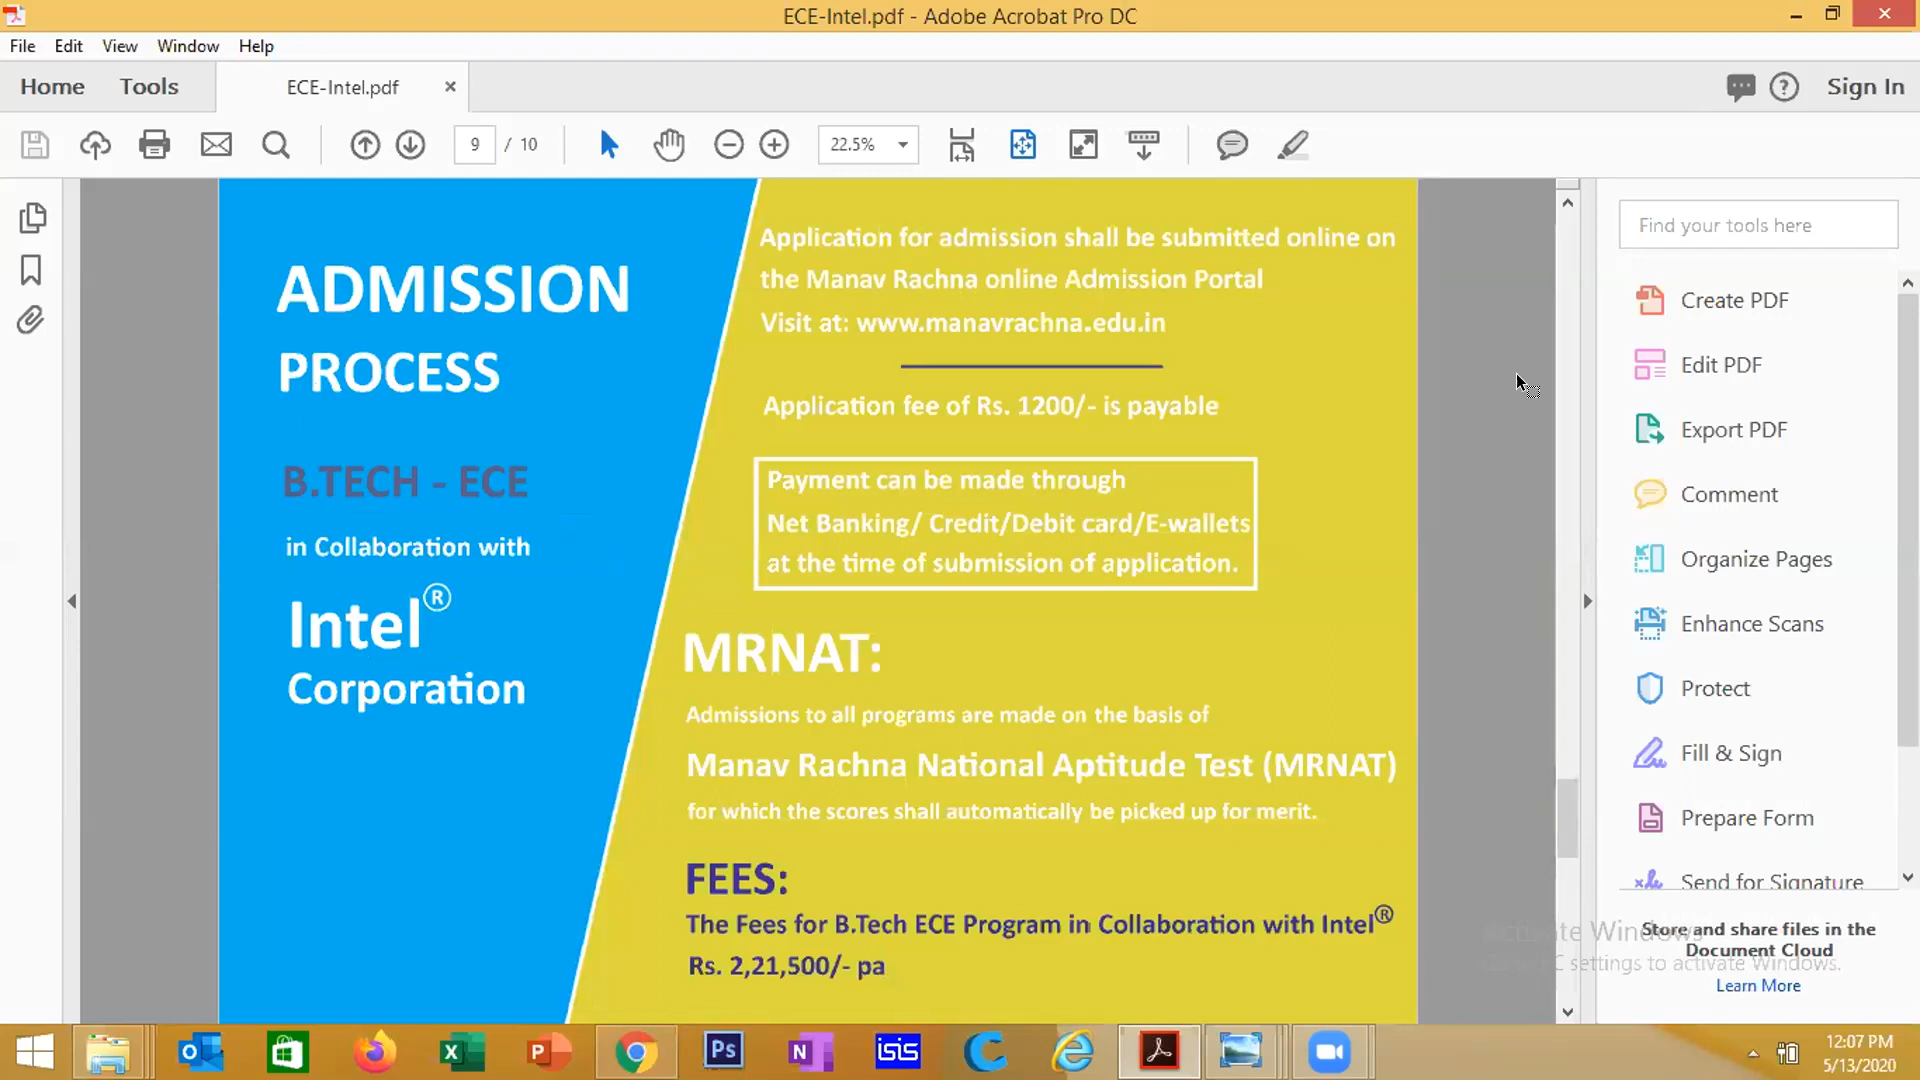 ECE-Intel.pdf - Adobe Acrobat Pro DC
File Edit View Window Help
Home Tools ECE-Intel.pdf Sign In
9 / 10 22.5%
ADMISSION
PROCESS
B.TECH - ECE
in Collaboration with
Intel®
Corporation
Application for admission shall be submitted online on
the Manav Rachna online Admission Portal
Visit at: www.manavrachna.edu.in
Application fee of Rs. 1200/- is payable
Payment can be made through
Net Banking/ Credit/Debit card/E-wallets
at the time of submission of application.
MRNAT:
Admissions to all programs are made on the basis of
Manav Rachna National Aptitude Test (MRNAT)
for which the scores shall automatically be picked up for merit.
FEES:
The Fees for B.Tech ECE Program in Collaboration with Intel®
Rs. 2,21,500/- pa
Find your tools here
Create PDF
Edit PDF
Export PDF
Comment
Organize Pages
Enhance Scans
Protect
Fill & Sign
Prepare Form
Send for Signature
Store and share files in the
Document Cloud
Windows
settings to activate Windows.
Learn More
Ps
isis
12:07 PM
5/13/2020